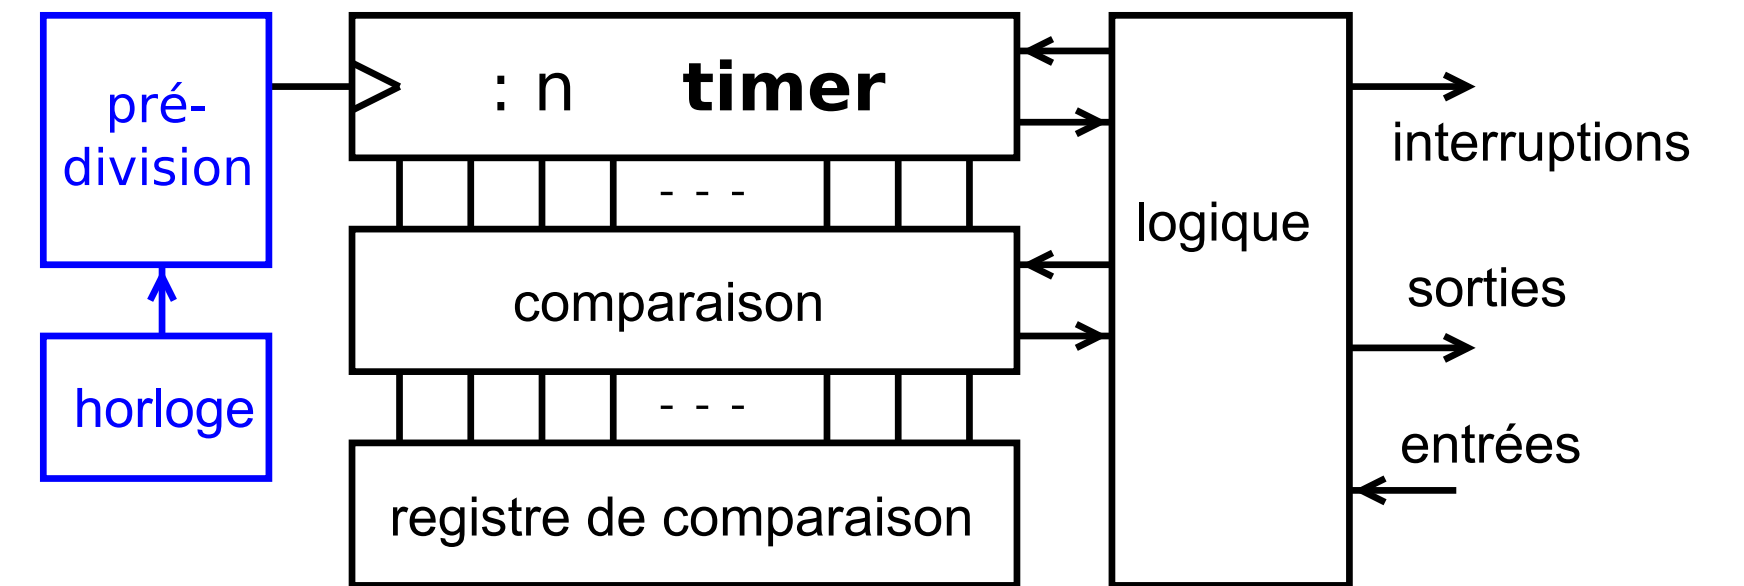 pré-
division
horloge
: n timer
- - -
comparaison
- - -
registre de comparaison
logique
interruptions
sorties
entrées